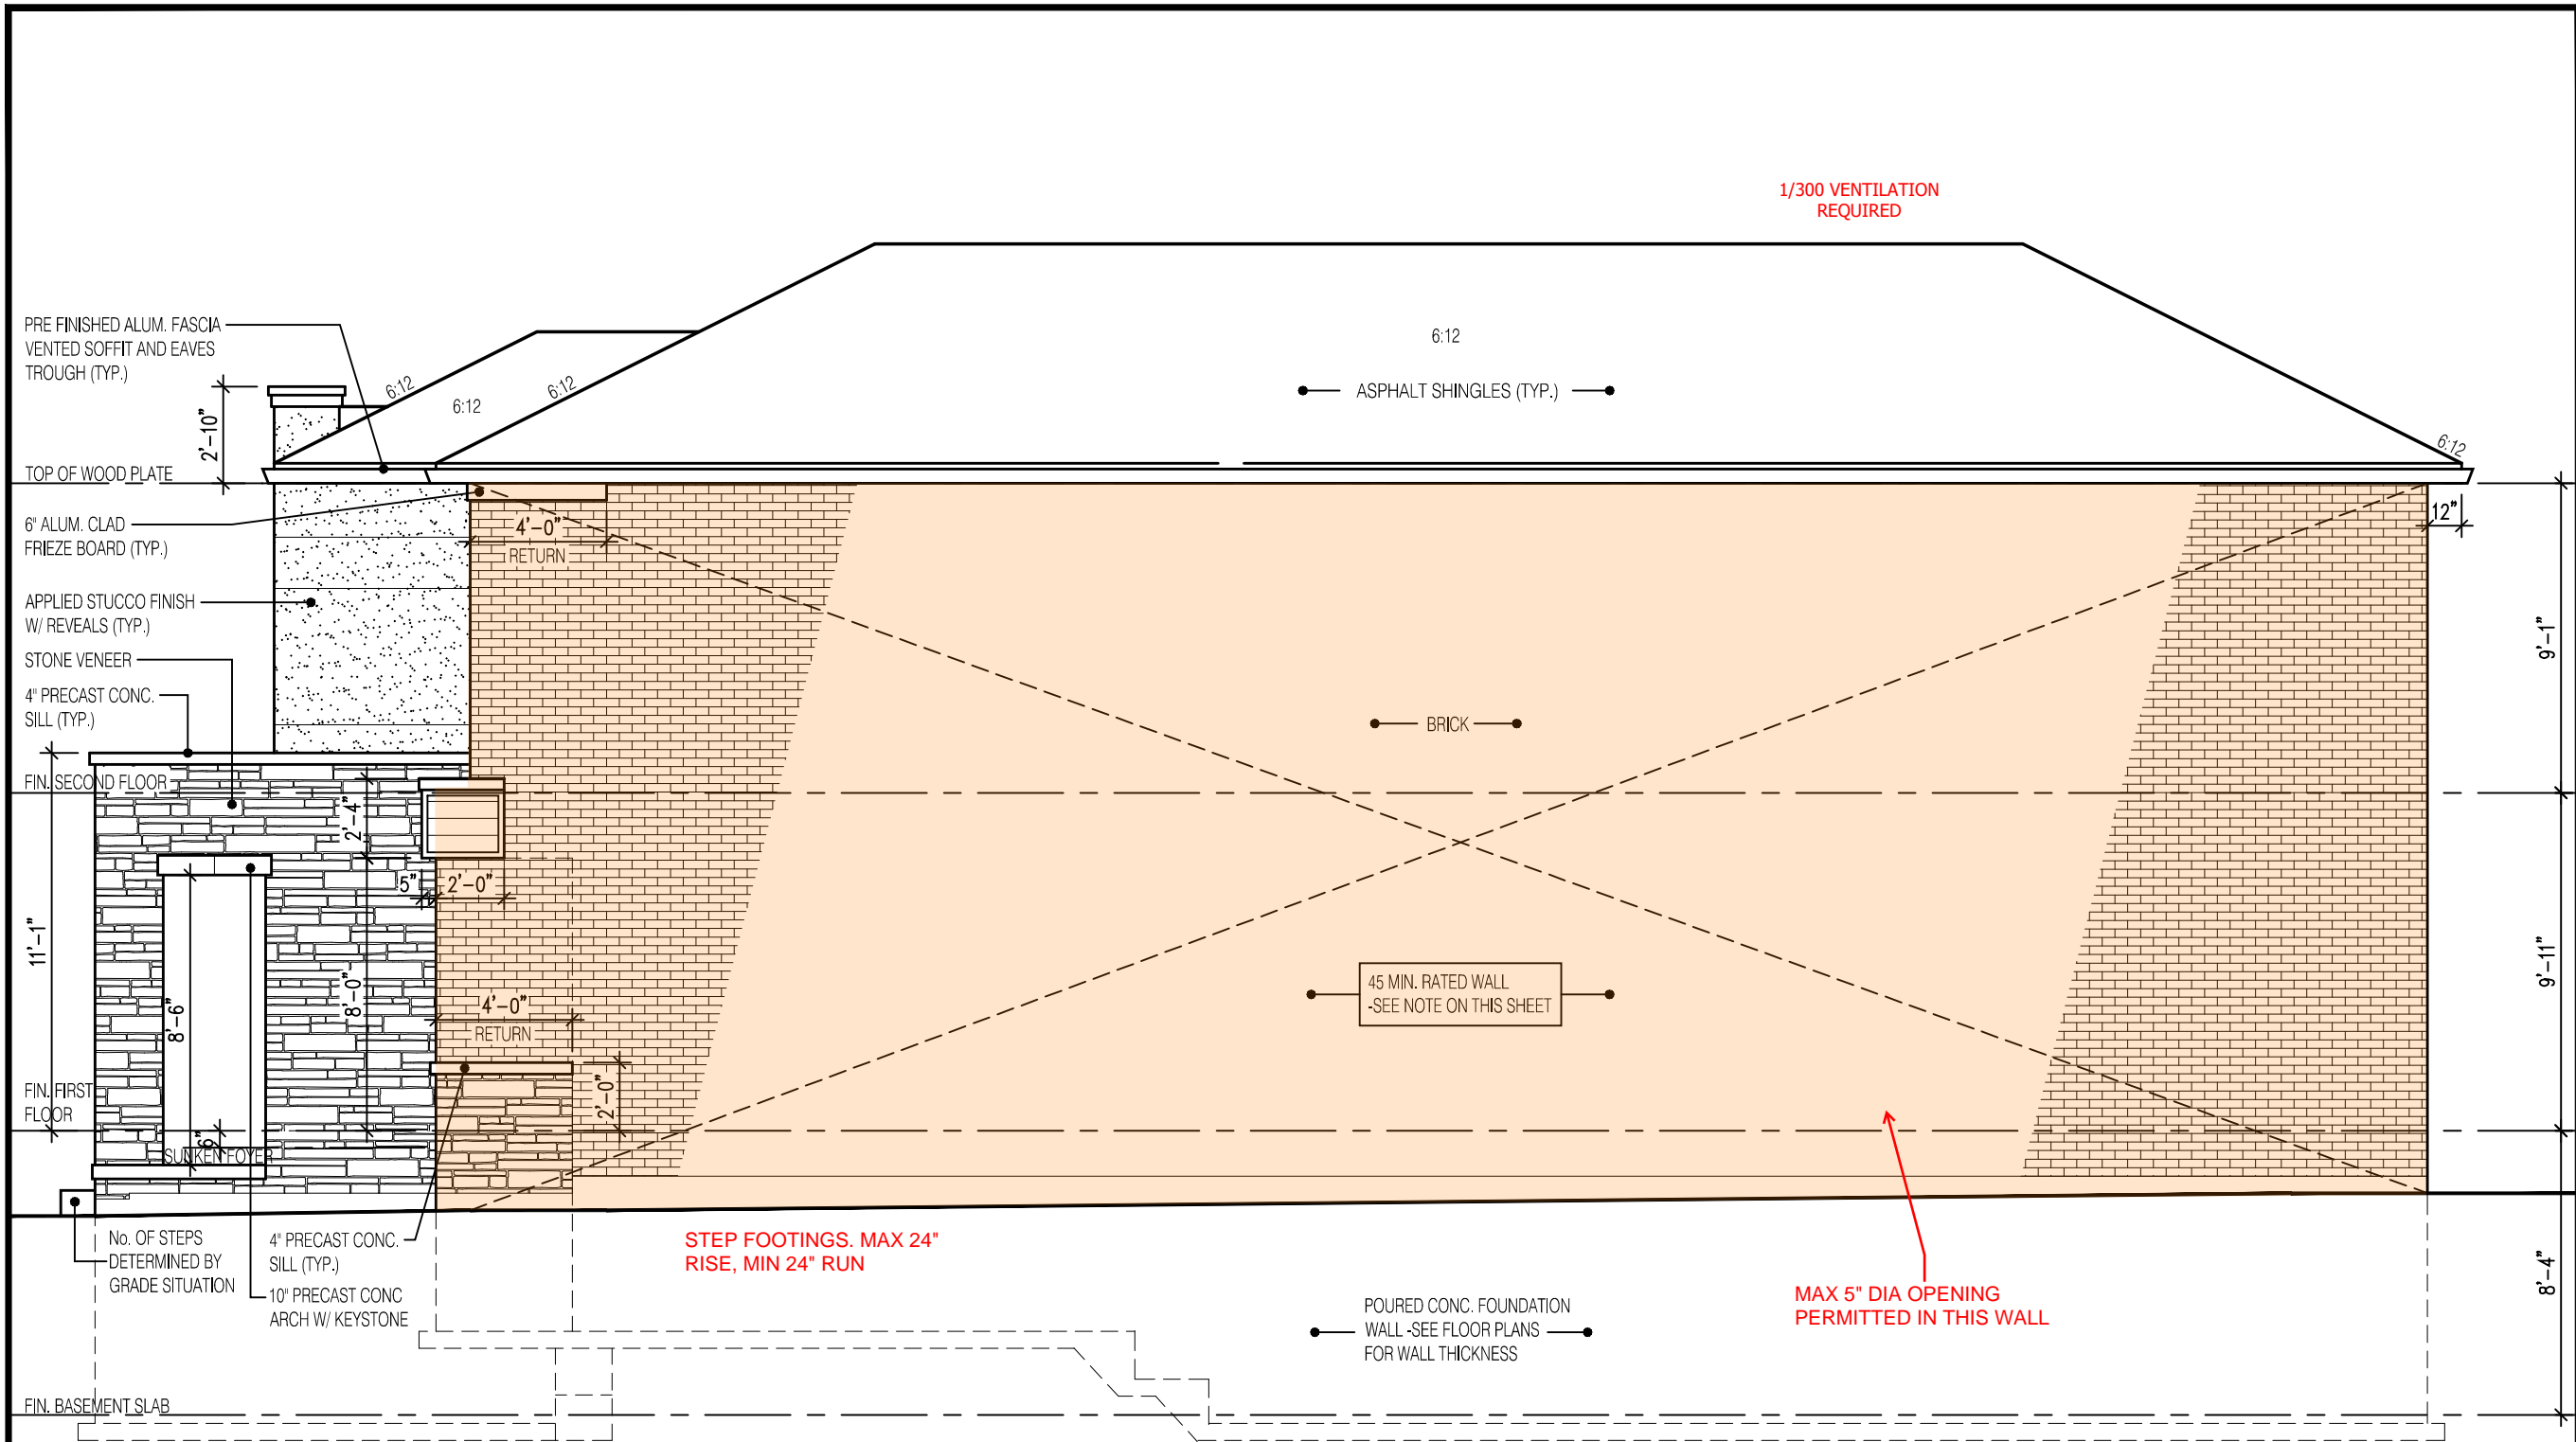 1/300 VENTILATION
REQUIRED
PRE FINISHED ALUM. FASCIA
VENTED SOFFIT AND EAVES
TROUGH (TYP.)
6:12
6:12
6:12
6:12
6:12
ASPHALT SHINGLES (TYP.)
2'-10"
TOP OF WOOD PLATE
12"
6" ALUM. CLAD
FRIEZE BOARD (TYP.)
4'-0"
RETURN
APPLIED STUCCO FINISH
W/ REVEALS (TYP.)
STONE VENEER
4" PRECAST CONC.
SILL (TYP.)
9'-1"
BRICK
FIN. SECOND FLOOR
2'-4"
5"
2'-0"
11'-1"
8'-6"
8'-0"
4'-0"
RETURN
45 MIN. RATED WALL
-SEE NOTE ON THIS SHEET
9'-11"
2'-0"
FIN. FIRST
FLOOR
6"
SUNKEN FOYER
No. OF STEPS
DETERMINED BY
GRADE SITUATION
4" PRECAST CONC.
SILL (TYP.)
10" PRECAST CONC
ARCH W/ KEYSTONE
STEP FOOTINGS. MAX 24"
RISE, MIN 24" RUN
POURED CONC. FOUNDATION
WALL -SEE FLOOR PLANS
FOR WALL THICKNESS
MAX 5" DIA OPENING
PERMITTED IN THIS WALL
8'-4"
FIN. BASEMENT SLAB